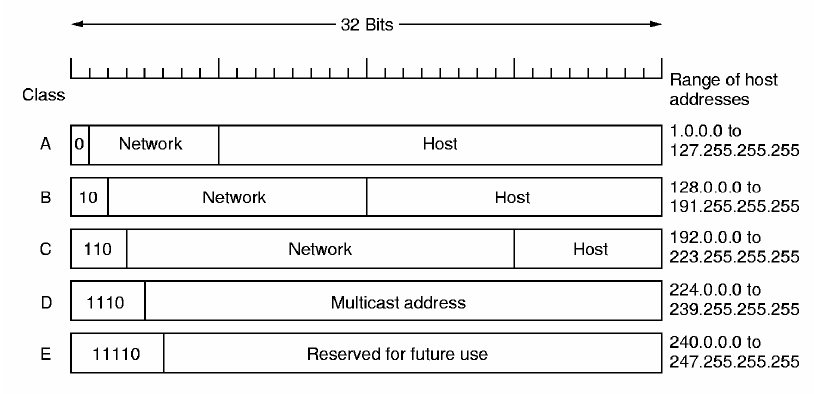 32 Bits
Class
Range of host
addresses
A
0
Network
Host
1.0.0.0 to
127.255.255.255
B
10
Network
Host
128.0.0.0 to
191.255.255.255
C
110
Network
Host
192.0.0.0 to
223.255.255.255
D
1110
Multicast address
224.0.0.0 to
239.255.255.255
E
11110
Reserved for future use
240.0.0.0 to
247.255.255.255